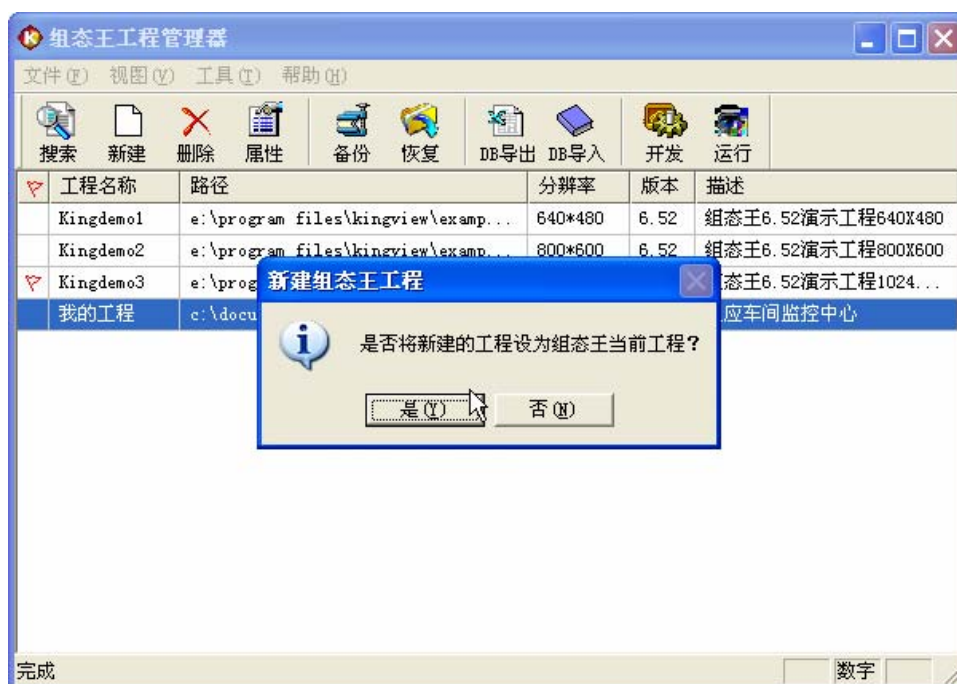 组态王工程管理器
文件(F) 视图(V) 工具(T) 帮助(H)
搜索 新建 删除 属性 备份 恢复 DB导出 DB导入 开发 运行
工程名称 路径 分辨率 版本 描述
Kingdemo1 e:\program files\kingview\examp... 640*480 6.52 组态王6.52演示工程640X480
Kingdemo2 e:\program files\kingview\examp... 800*600 6.52 组态王6.52演示工程800X600
Kingdemo3 e:\prog 态王6.52演示工程1024...
我的工程 c:\docu 应车间监控中心
新建组态王工程
是否将新建的工程设为组态王当前工程?
是(Y) 否(N)
完成 数字